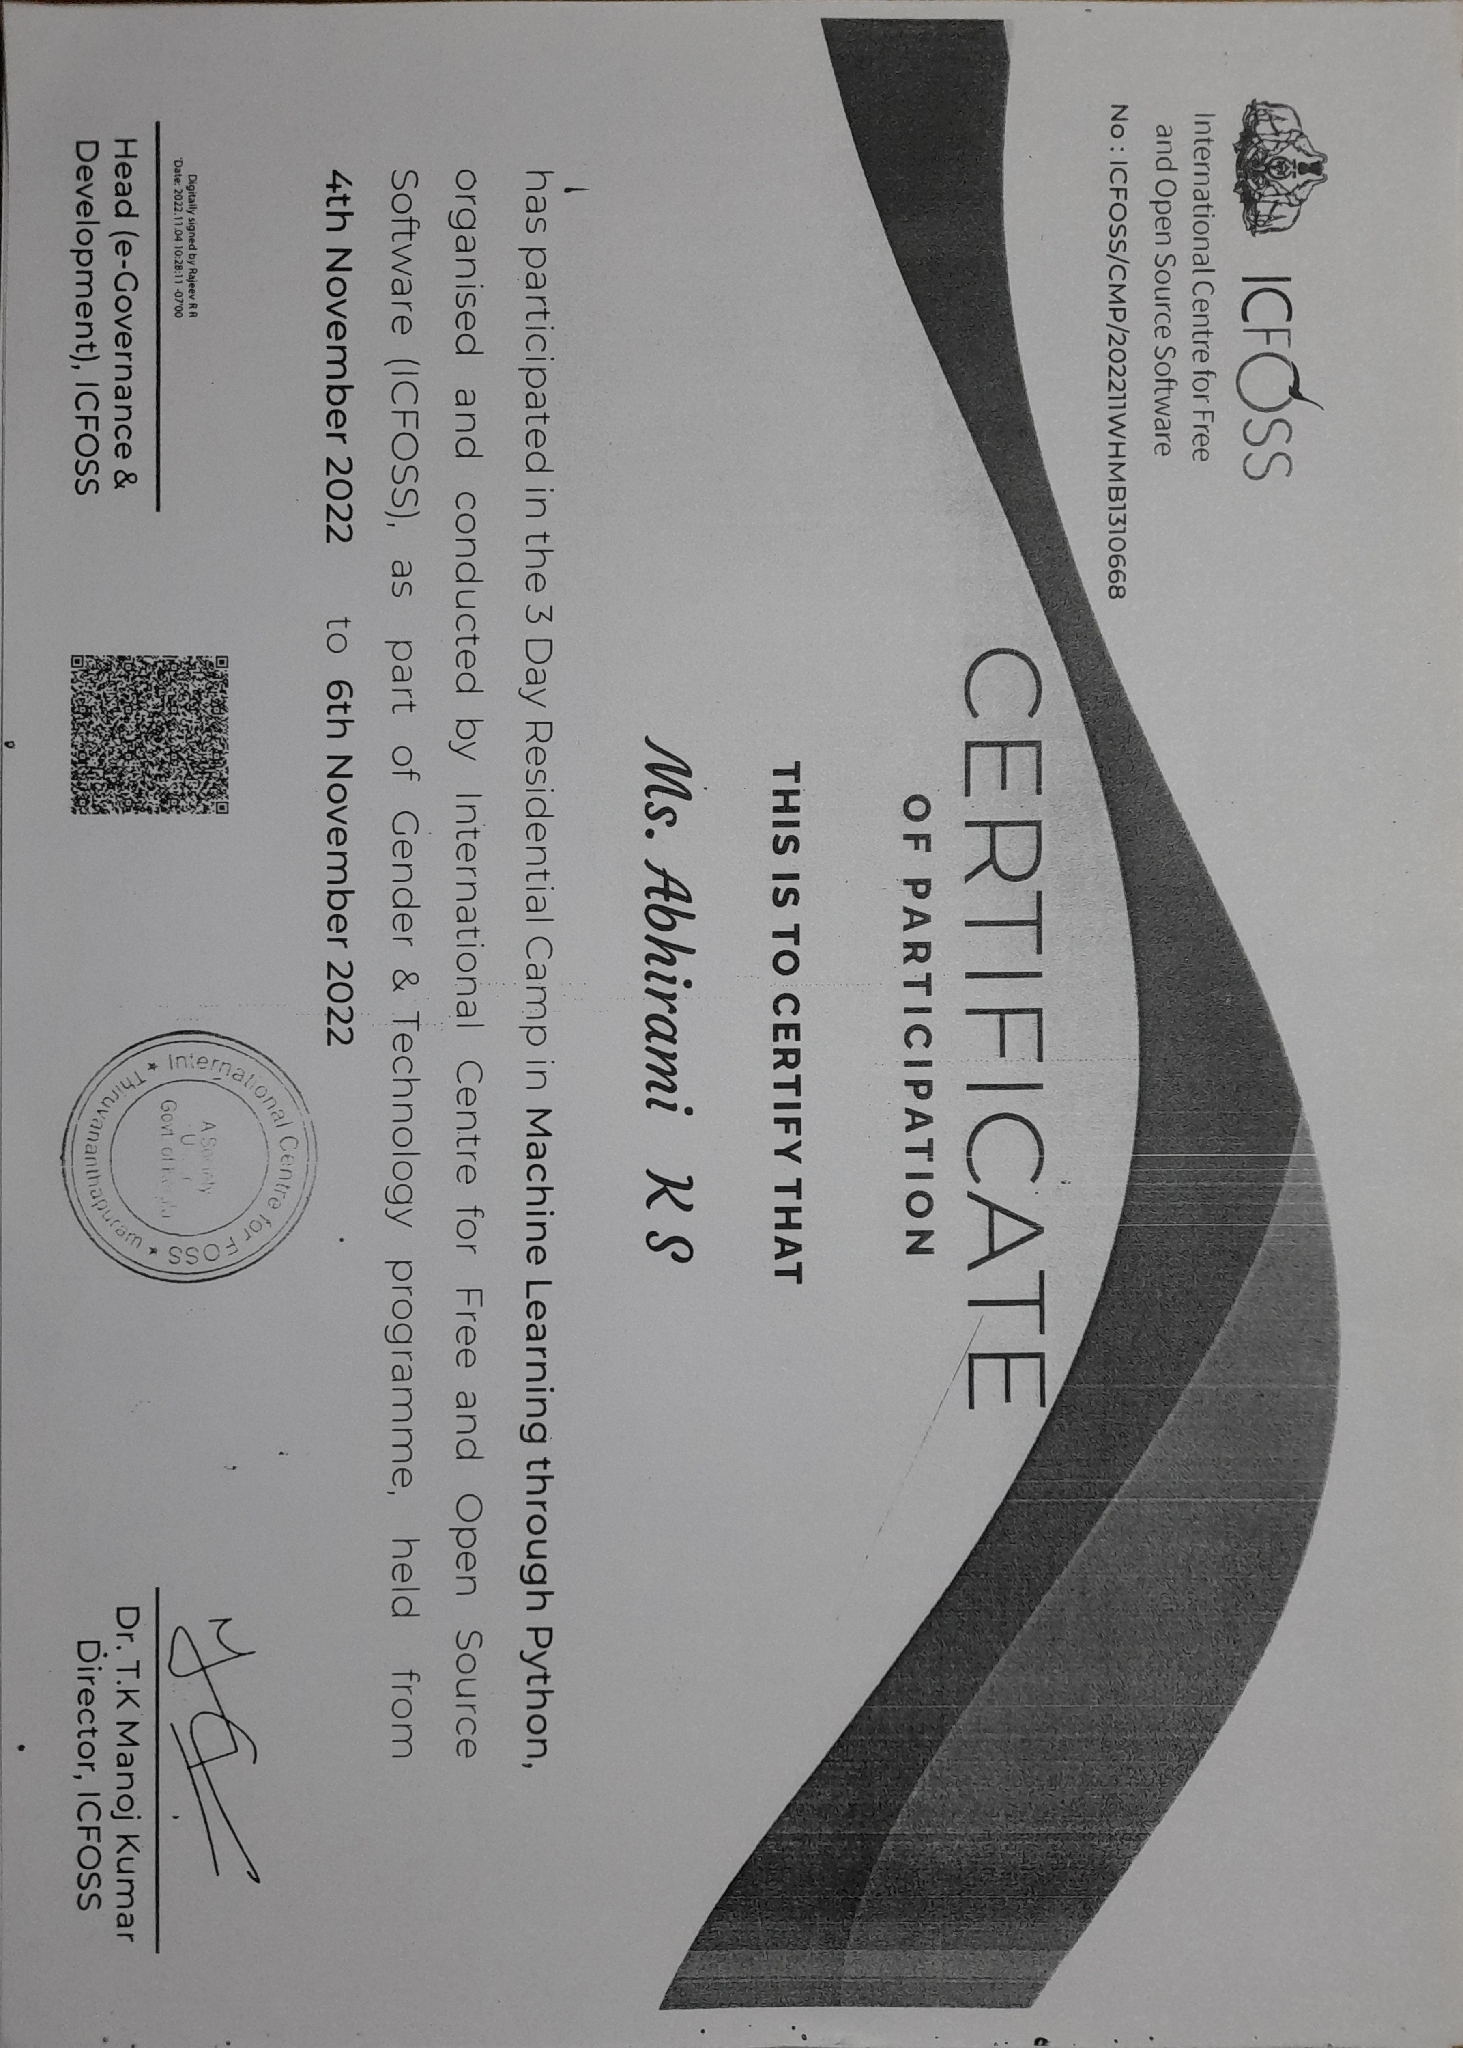 ICFOSS
International Centre for Free
and Open Source Software
No : ICFOSS/CMP/202211WHMB1310668
CERTIFICATE
OF PARTICIPATION
THIS IS TO CERTIFY THAT
Ms. Abhirami K S
has participated in the 3 Day Residential Camp in Machine Learning through Python,
organised and conducted by International Centre for Free and Open Source
Software (ICFOSS), as part of Gender & Technology programme, held from
4th November 2022 to 6th November 2022
Digitally signed by Rajeev R R
Date: 2022.11.04 10:28:11 -07'00
Head (e-Governance &
Development), ICFOSS
International Centre for FOSS
A Society
Govt. of Kerala
Thiruvananthapuram
Dr. T.K Manoj Kumar
Director, ICFOSS